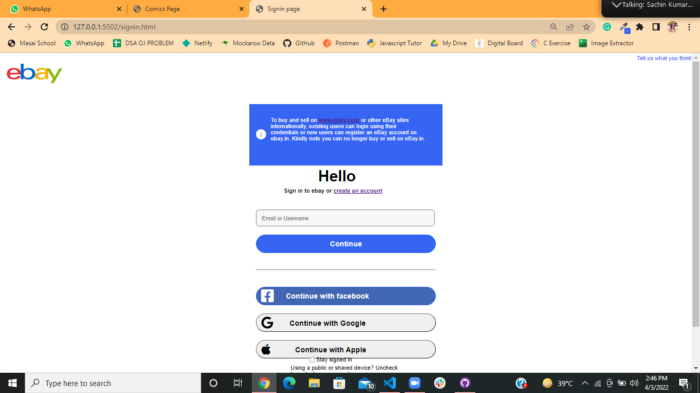 Talking: Sachin Kumar...
WhatsApp
Comics Page
Signin page
127.0.0.1:5502/signin.html
Masai School
WhatsApp
DSA OJ PROBLEM
Netlify
Mockaroo Data
GitHub
Postman
Javascript Tutor
My Drive
Digital Board
C Exercise
Image Extractor
Tell us what you think
ebay
To buy and sell on www.ebay.com or other eBay sites
internationally, existing users can login using their
credentials or new users can register an eBay account on
ebay.in. Kindly note you can no longer buy or sell on eBay.in.
Hello
Sign in to ebay or create an account
Email or Username
Continue
Continue with facebook
Continue with Google
Continue with Apple
Stay signed in
Using a public or shared device? Uncheck
Type here to search
10
39°C
2:46 PM
4/3/2022
1